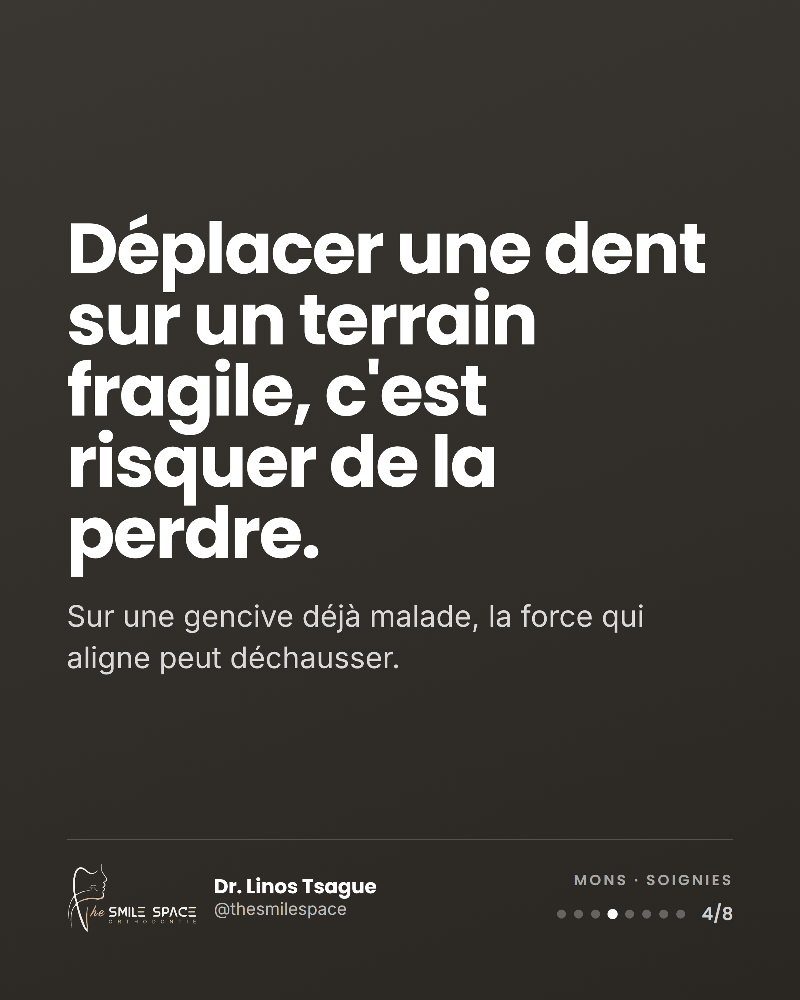 Déplacer une dent
sur un terrain
fragile, c'est
risquer de la
perdre.
Sur une gencive déjà malade, la force qui
aligne peut déchausser.
The SMILE SPACE
ORTHODONTIE
Dr. Linos Tsague
@thesmilespace
MONS · SOIGNIES
4/8